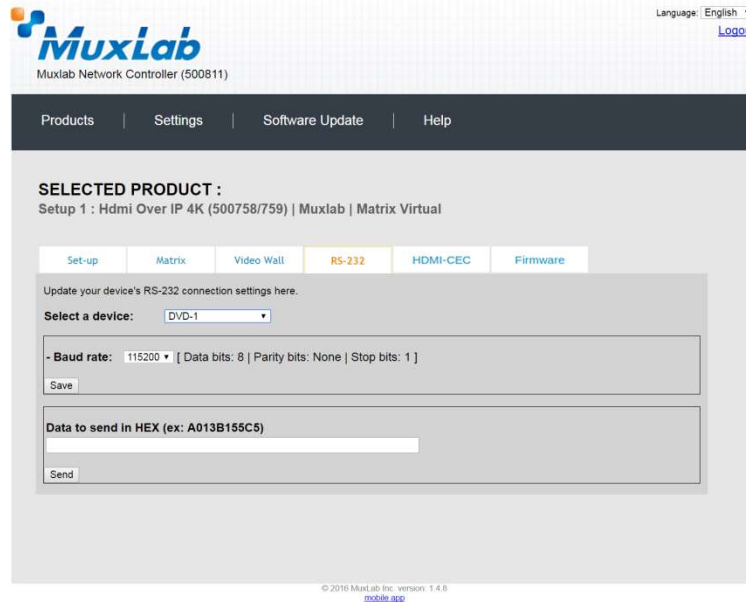 Language: English
Logou
MuxLab
Muxlab Network Controller (500811)
Products | Settings | Software Update | Help
SELECTED PRODUCT :
Setup 1 : Hdmi Over IP 4K (500758/759) | Muxlab | Matrix Virtual
Set-up Matrix Video Wall RS-232 HDMI-CEC Firmware
Update your device's RS-232 connection settings here.
Select a device: DVD-1
- Baud rate: 115200 [ Data bits: 8 | Parity bits: None | Stop bits: 1 ]
Save
Data to send in HEX (ex: A013B155C5)
Send
© 2016 MuxLab Inc. version: 1.4.8
mobile app